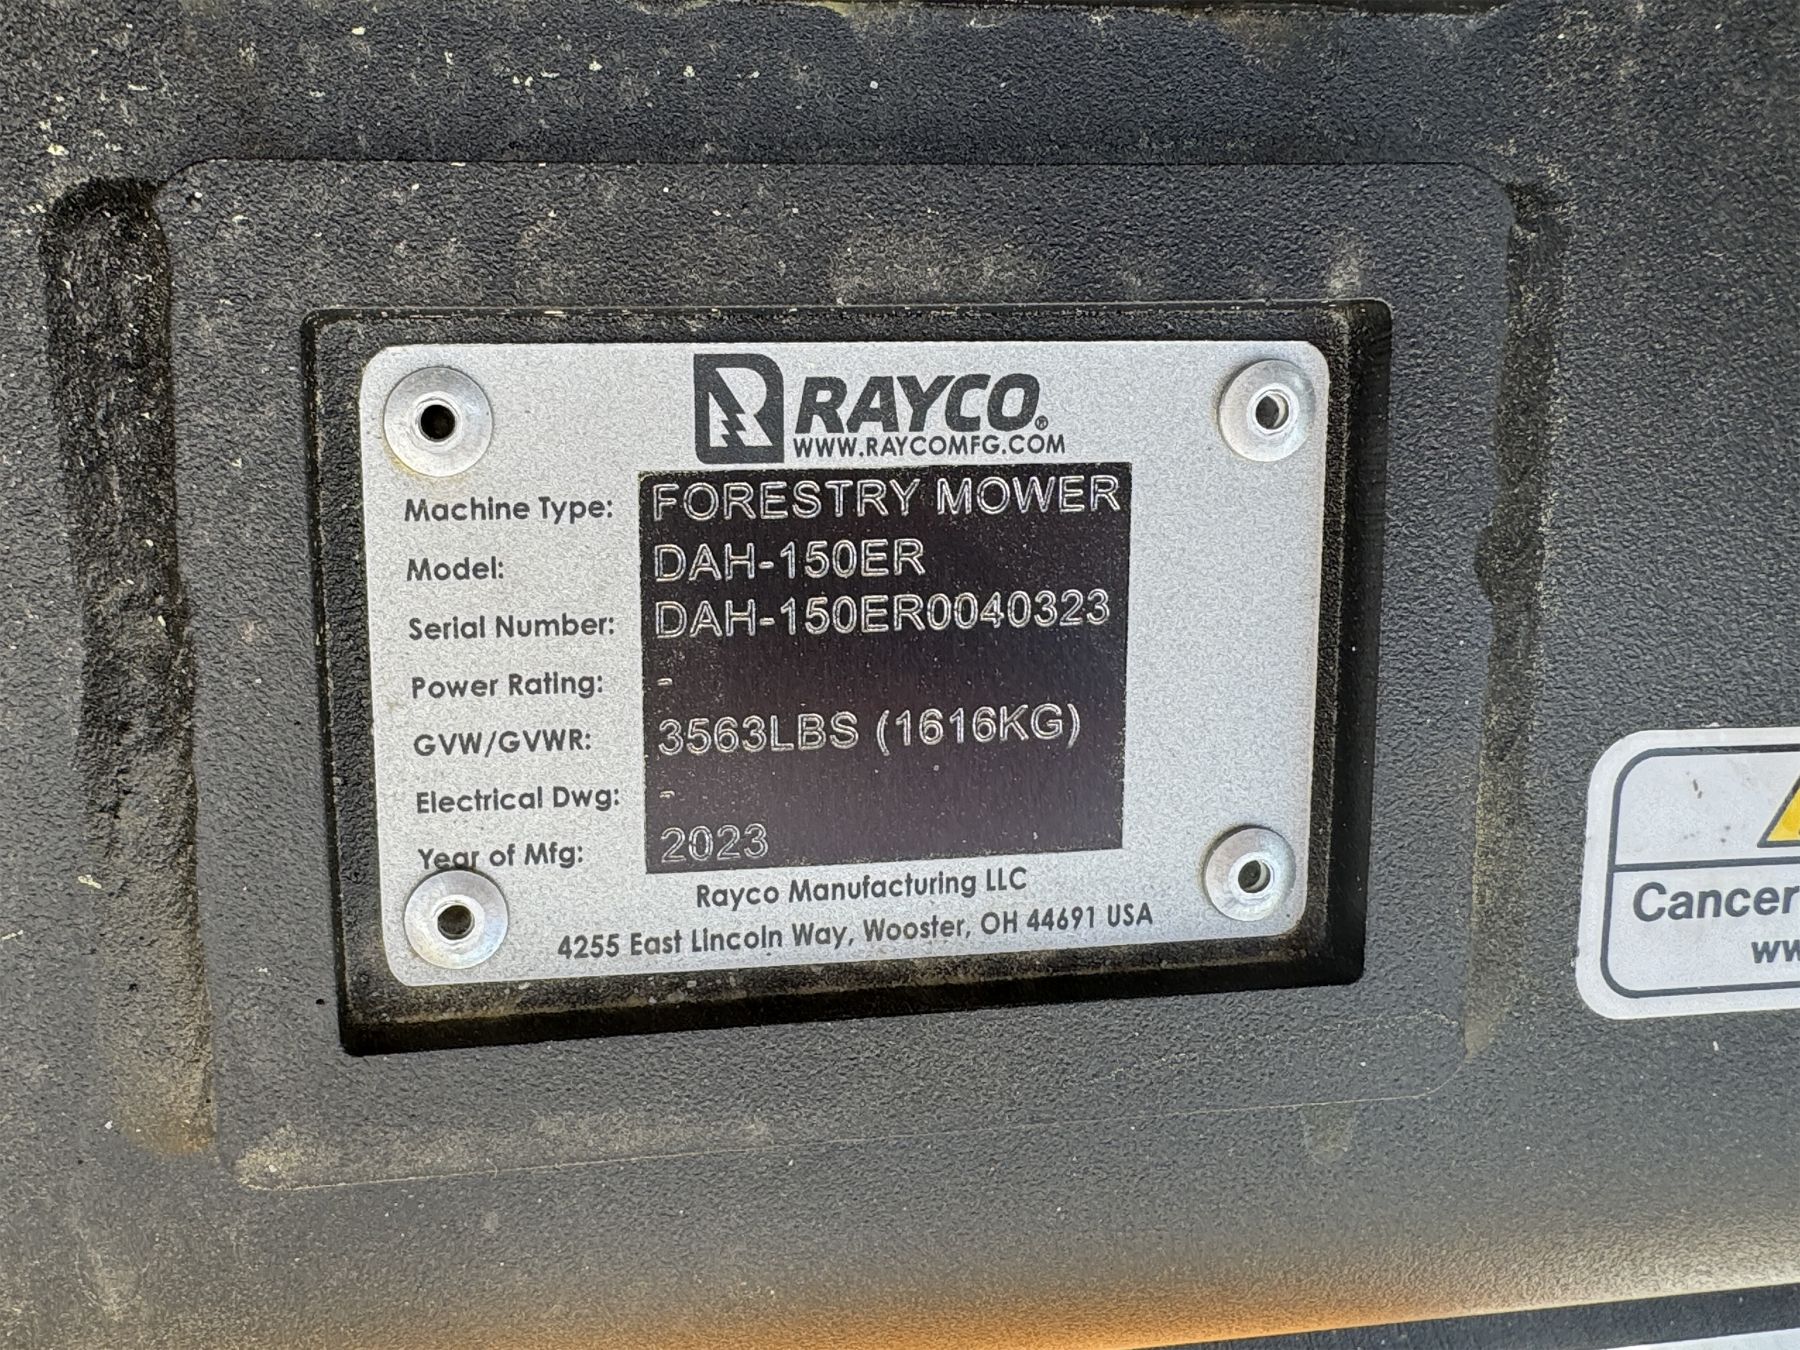 RAYCO®
WWW.RAYCOMFG.COM
Machine Type: FORESTRY MOWER
Model: DAH-150ER
Serial Number: DAH-150ER0040323
Power Rating: -
GVW/GVWR: 3563LBS (1616KG)
Electrical Dwg: -
Year of Mfg: 2023
Rayco Manufacturing LLC
4255 East Lincoln Way, Wooster, OH 44691 USA
Cancer